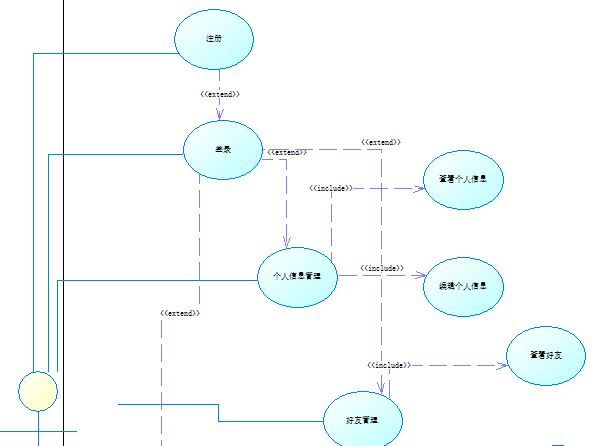 注册
<<extend>>
登录
<<extend>>
<<extend>>
查看个人信息
<<include>>
<<include>>
个人信息管理
编辑个人信息
<<extend>>
查看好友
<<include>>
好友管理